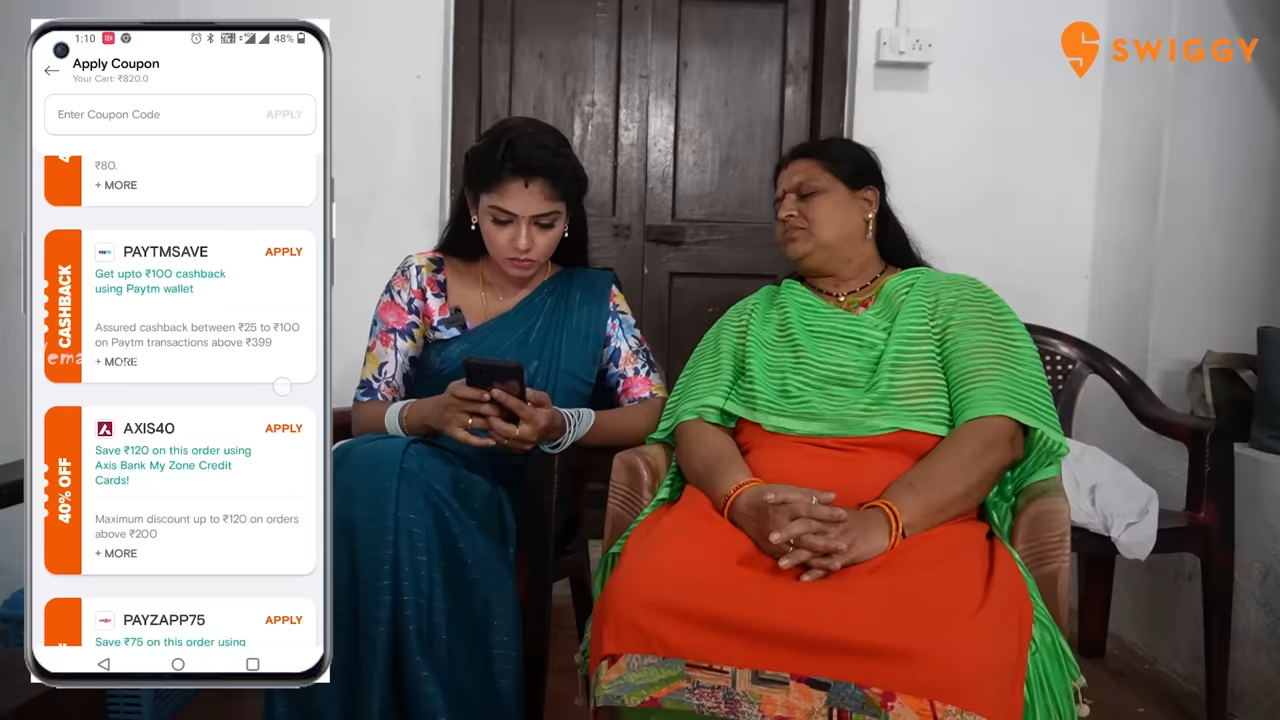 1:10
48%
Apply Coupon
Your Cart: ₹820.0
Enter Coupon Code APPLY
₹80.
+ MORE
CASHBACK
PAYTMSAVE APPLY
Get upto ₹100 cashback
using Paytm wallet
Assured cashback between ₹25 to ₹100
on Paytm transactions above ₹399
+ MORE
40% OFF
AXIS40 APPLY
Save ₹120 on this order using
Axis Bank My Zone Credit
Cards!
Maximum discount up to ₹120 on orders
above ₹200
+ MORE
PAYZAPP75 APPLY
Save ₹75 on this order using
SWIGGY